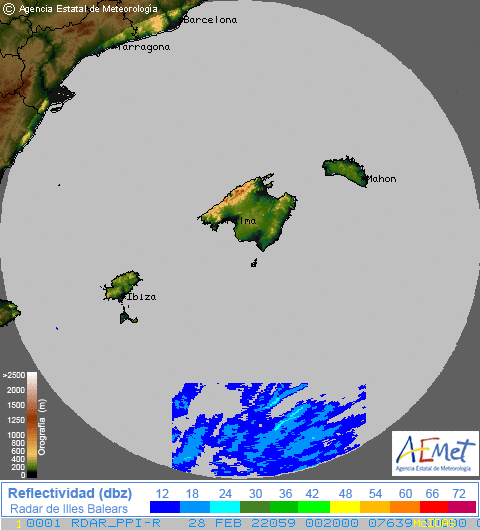 © Agencia Estatal de Meteorología
Barcelona
Tarragona
Mahon
lma
Ibiza
>2500
2000
1500
1250
1000
800
600
400
200
0
Orografía (m)
AEMet
Agencia Estatal de Meteorología
Reflectividad (dbz)
Radar de Illes Balears
12 18 24 30 36 42 48 54 60 66 72
1 0001 RDAR_PPI-R 28 FEB 22059 002000 07639